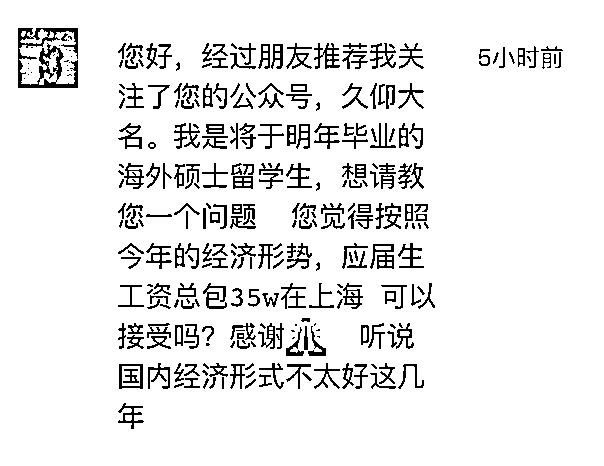 您好，经过朋友推荐我关
5小时前
注了您的公众号，久仰大
名。我是将于明年毕业的
海外硕士留学生，想请教
您一个问题 您觉得按照
今年的经济形势，应届生
工资总包35w在上海 可以
接受吗？感谢🙏 听说
国内经济形式不太好这几
年